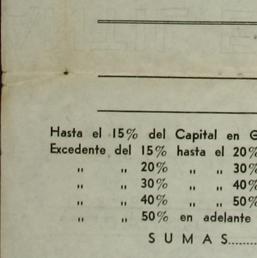 Hasta el 15% del Capital en G
Excedente del 15% hasta el 20%
„ „ 20% „ „ 30%
„ „ 30% „ „ 40%
„ „ 40% „ „ 50%
„ „ 50% en adelante
SUMAS........